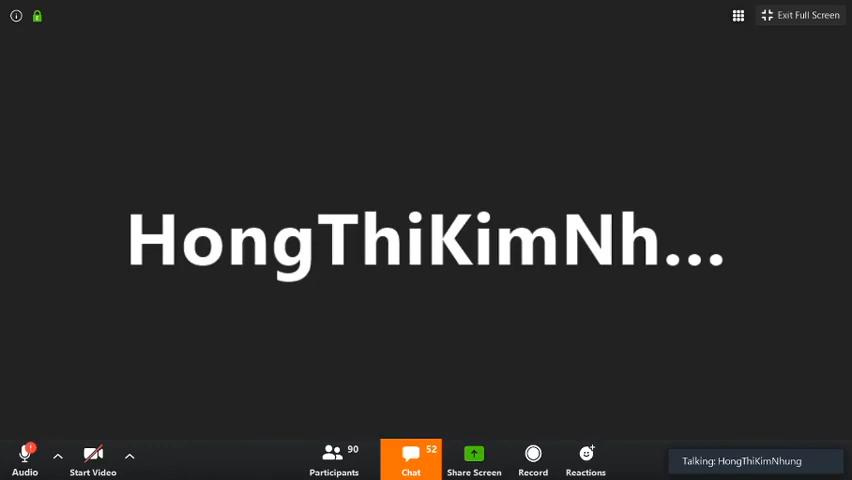 Exit Full Screen
HongThiKimNh...
90
52
Audio
Start Video
Participants
Chat
Share Screen
Record
Reactions
Talking: HongThiKimNhung